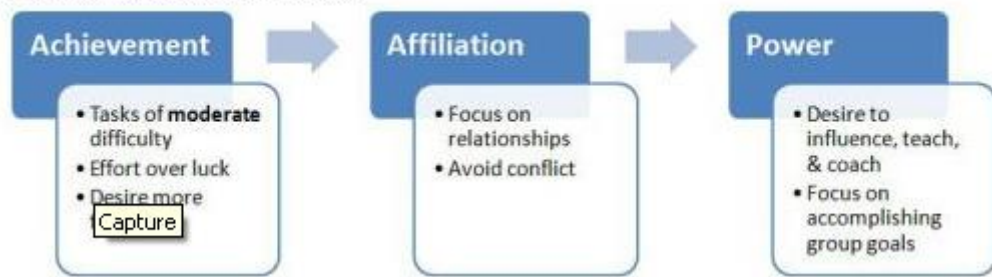 Achievement
• Tasks of moderate
difficulty
• Effort over luck
• Desire more
Capture
Affiliation
• Focus on
relationships
• Avoid conflict
Power
• Desire to
influence, teach,
& coach
• Focus on
accomplishing
group goals